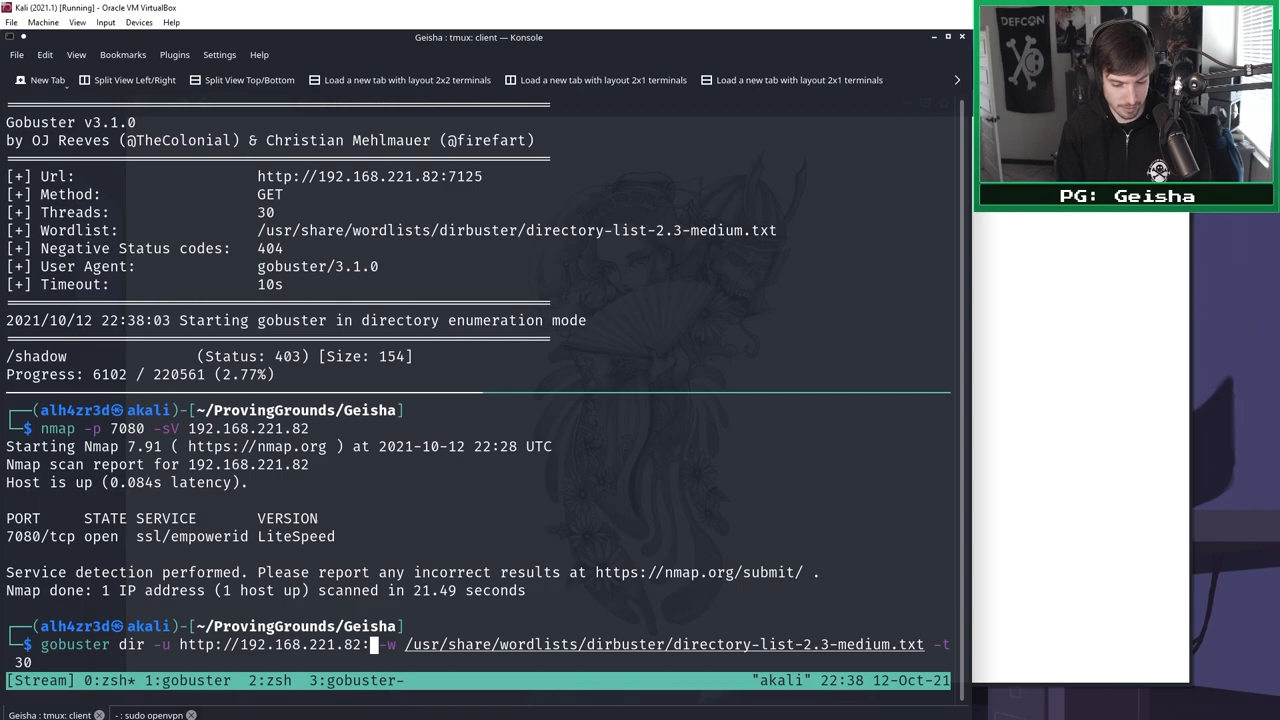 Kali (2021.1) [Running] - Oracle VM VirtualBox
File Machine View Input Devices Help
Geisha : tmux: client — Konsole
File Edit View Bookmarks Plugins Settings Help
New Tab Split View Left/Right Split View Top/Bottom Load a new tab with layout 2x2 terminals Load a new tab with layout 2x1 terminals Load a new tab with layout 2x1 terminals
Gobuster v3.1.0
by OJ Reeves (@TheColonial) & Christian Mehlmauer (@firefart)
[+] Url: http://192.168.221.82:7125
[+] Method: GET
[+] Threads: 30
[+] Wordlist: /usr/share/wordlists/dirbuster/directory-list-2.3-medium.txt
[+] Negative Status codes: 404
[+] User Agent: gobuster/3.1.0
[+] Timeout: 10s
2021/10/12 22:38:03 Starting gobuster in directory enumeration mode
/shadow (Status: 403) [Size: 154]
Progress: 6102 / 220561 (2.77%)
(alh4zr3d㉿akali)-[~/ProvingGrounds/Geisha]
$ nmap -p 7080 -sV 192.168.221.82
Starting Nmap 7.91 ( https://nmap.org ) at 2021-10-12 22:28 UTC
Nmap scan report for 192.168.221.82
Host is up (0.084s latency).
PORT STATE SERVICE VERSION
7080/tcp open ssl/empowerid LiteSpeed
Service detection performed. Please report any incorrect results at https://nmap.org/submit/ .
Nmap done: 1 IP address (1 host up) scanned in 21.49 seconds
(alh4zr3d㉿akali)-[~/ProvingGrounds/Geisha]
$ gobuster dir -u http://192.168.221.82: -w /usr/share/wordlists/dirbuster/directory-list-2.3-medium.txt -t
30
[Stream] 0:zsh* 1:gobuster 2:zsh 3:gobuster- "akali" 22:38 12-Oct-21
Geisha : tmux: client - : sudo openvpn
DEFCON
PG: Geisha